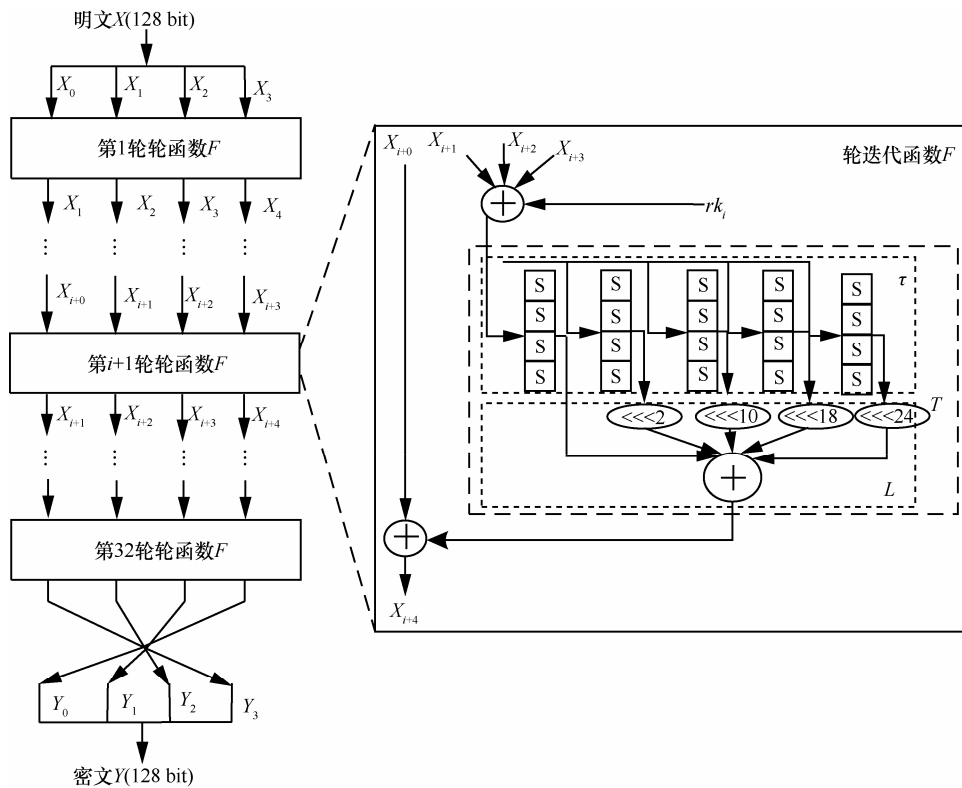 明文X(128 bit)
X0 X1 X2 X3
第1轮轮函数F
X1 X2 X3 X4
⋮ ⋮ ⋮ ⋮
Xi+0 Xi+1 Xi+2 Xi+3
第i+1轮轮函数F
Xi+1 Xi+2 Xi+3 Xi+4
⋮ ⋮ ⋮ ⋮
第32轮轮函数F
Y0 Y1 Y2 Y3
密文Y(128 bit)
轮迭代函数F
Xi+0 Xi+1 Xi+2 Xi+3
+ rki
τ
S S S S S
S S S S S
S S S S S
S S S S S
<<<2 <<<10 <<<18 <<<24 T
+
L
+
Xi+4